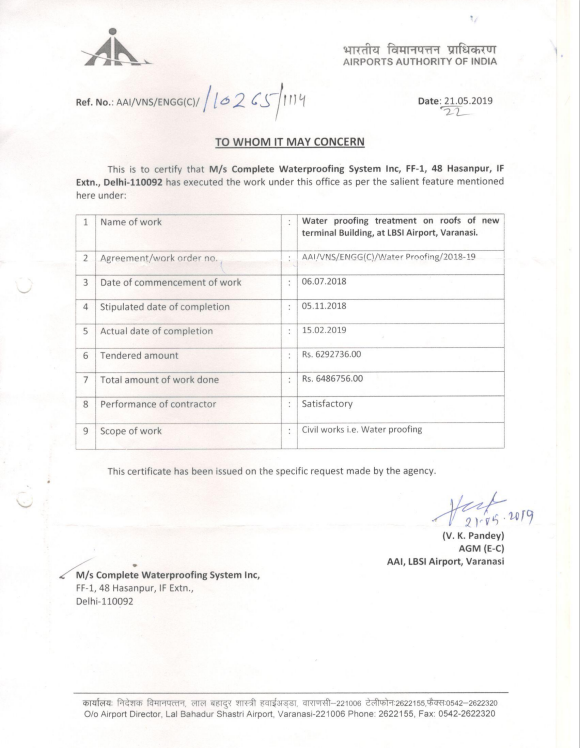 भारतीय विमानपत्तन प्राधिकरण
AIRPORTS AUTHORITY OF INDIA
Ref. No.: AAI/VNS/ENGG(C)/ /10265/1114
Date: 21.05.2019
22
TO WHOM IT MAY CONCERN
This is to certify that M/s Complete Waterproofing System Inc, FF-1, 48 Hasanpur, IF
Extn., Delhi-110092 has executed the work under this office as per the salient feature mentioned
here under:
1 Name of work : Water proofing treatment on roofs of new
terminal Building, at LBSI Airport, Varanasi.
2 Agreement/work order no. : AAI/VNS/ENGG(C)/Water Proofing/2018-19
3 Date of commencement of work : 06.07.2018
4 Stipulated date of completion : 05.11.2018
5 Actual date of completion : 15.02.2019
6 Tendered amount : Rs. 6292736.00
7 Total amount of work done : Rs. 6486756.00
8 Performance of contractor : Satisfactory
9 Scope of work : Civil works i.e. Water proofing
This certificate has been issued on the specific request made by the agency.
21.05.2019
(V. K. Pandey)
AGM (E-C)
AAI, LBSI Airport, Varanasi
M/s Complete Waterproofing System Inc,
FF-1, 48 Hasanpur, IF Extn.,
Delhi-110092
कार्यालयः निदेशक विमानपत्तन, लाल बहादुर शास्त्री हवाईअड्डा, वाराणसी–221006 टेलीफोनः2622155,फैक्सः0542–2622320
O/o Airport Director, Lal Bahadur Shastri Airport, Varanasi-221006 Phone: 2622155, Fax: 0542-2622320